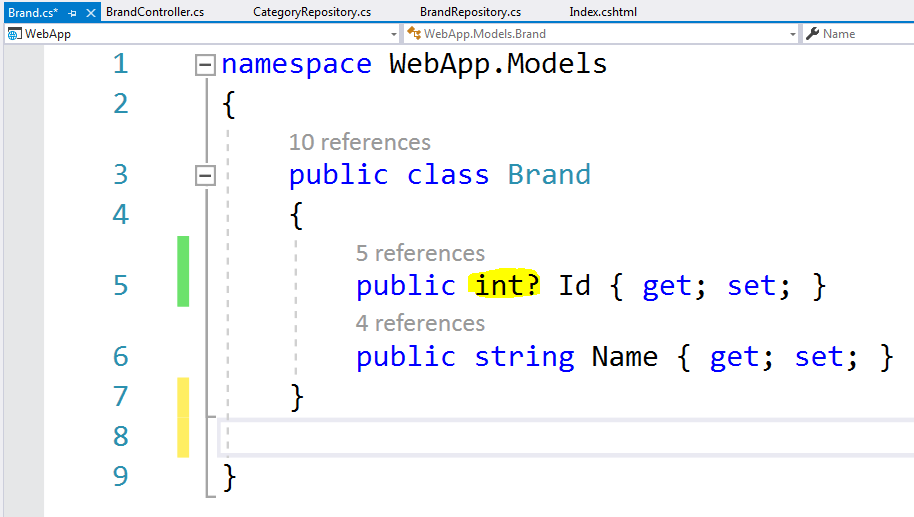 Brand.cs* BrandController.cs CategoryRepository.cs BrandRepository.cs Index.cshtml
WebApp WebApp.Models.Brand Name
1 namespace WebApp.Models
2 {
10 references
3 public class Brand
4 {
5 references
5 public int? Id { get; set; }
4 references
6 public string Name { get; set; }
7 }
8
9 }